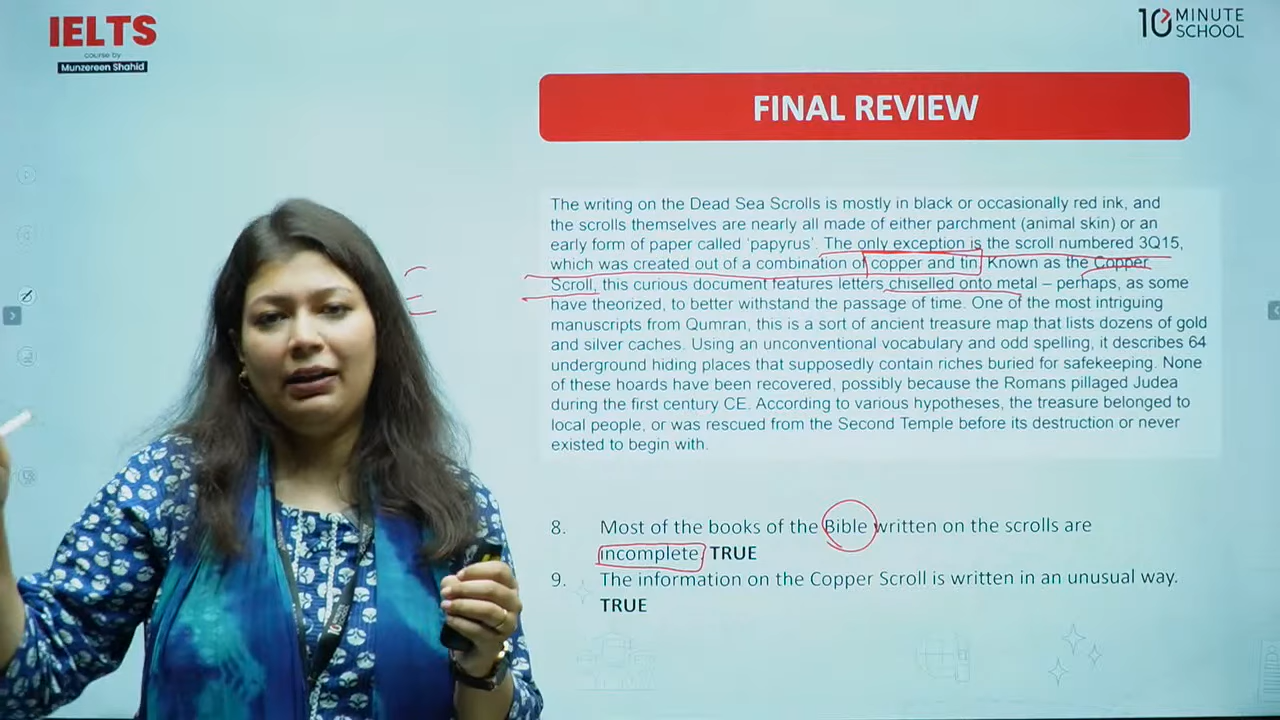 IELTS
course by
Munzereen Shahid
10 MINUTE SCHOOL
FINAL REVIEW
The writing on the Dead Sea Scrolls is mostly in black or occasionally red ink, and
the scrolls themselves are nearly all made of either parchment (animal skin) or an
early form of paper called 'papyrus'. The only exception is the scroll numbered 3Q15,
which was created out of a combination of copper and tin. Known as the Copper
Scroll, this curious document features letters chiselled onto metal – perhaps, as some
have theorized, to better withstand the passage of time. One of the most intriguing
manuscripts from Qumran, this is a sort of ancient treasure map that lists dozens of gold
and silver caches. Using an unconventional vocabulary and odd spelling, it describes 64
underground hiding places that supposedly contain riches buried for safekeeping. None
of these hoards have been recovered, possibly because the Romans pillaged Judea
during the first century CE. According to various hypotheses, the treasure belonged to
local people, or was rescued from the Second Temple before its destruction or never
existed to begin with.
8. Most of the books of the Bible written on the scrolls are
incomplete. TRUE
9. The information on the Copper Scroll is written in an unusual way.
TRUE